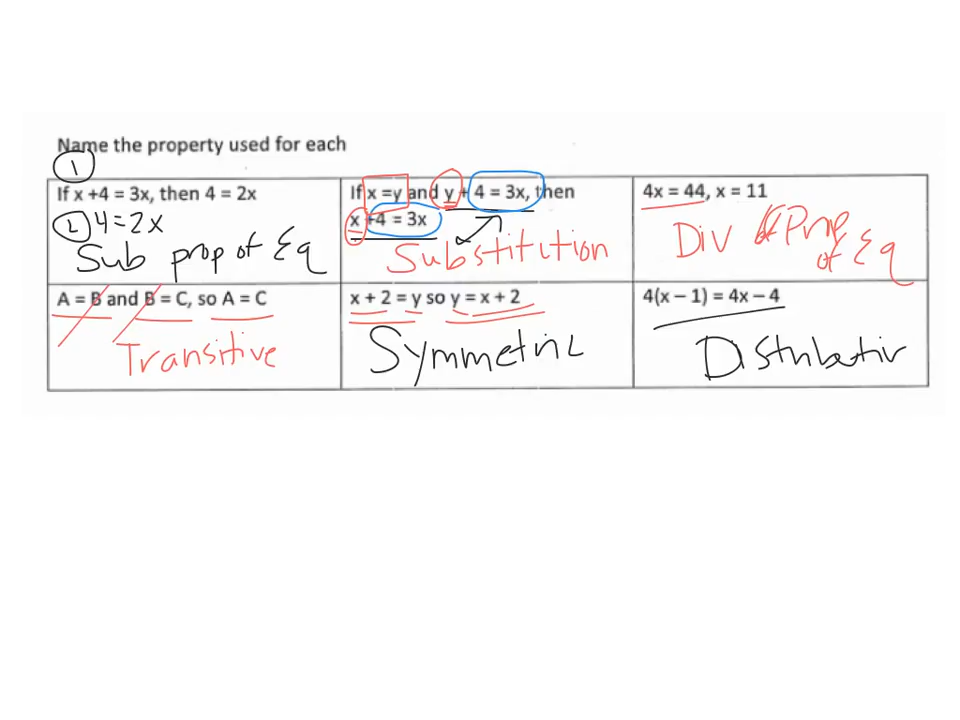 Name the property used for each
1
If x +4 = 3x, then 4 = 2x
2 4=2x
Sub prop of Eq
If x =y and y + 4 = 3x, then
x +4 = 3x
Substitution
4x = 44, x = 11
Div Prop
of Eq
A = B and B = C, so A = C
Transitive
x + 2 = y so y = x + 2
Symmetric
4(x – 1) = 4x – 4
Distributiv